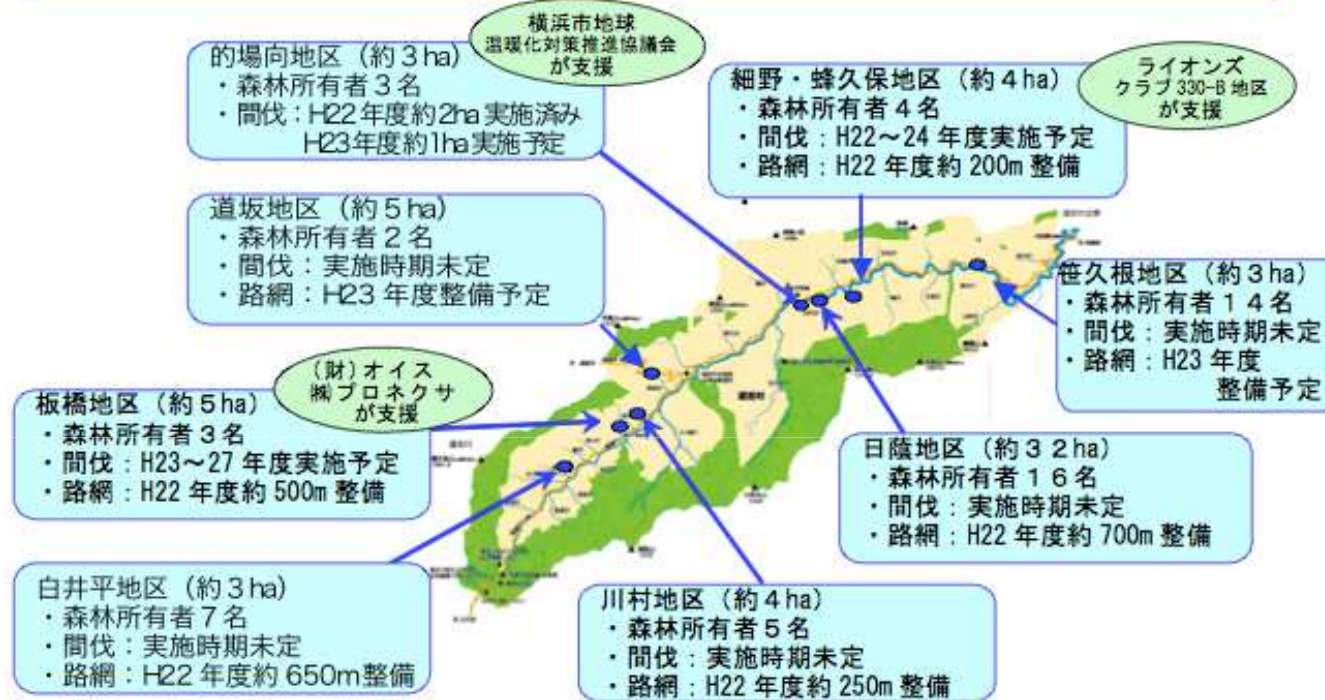 横浜市地球
温暖化対策推進協議会
が支援
的場向地区（約３ha）
・森林所有者３名
・間伐：H22年度約2ha実施済み
H23年度約1ha実施予定
細野・蜂久保地区（約４ha）
・森林所有者４名
・間伐：H22～24年度実施予定
・路網：H22年度約200m整備
ライオンズ
クラブ330-B地区
が支援
道坂地区（約５ha）
・森林所有者２名
・間伐：実施時期未定
・路網：H23年度整備予定
笹久根地区（約３ha）
・森林所有者１４名
・間伐：実施時期未定
・路網：H23年度
整備予定
（財）オイス
㈱プロネクサ
が支援
板橋地区（約５ha）
・森林所有者３名
・間伐：H23～27年度実施予定
・路網：H22年度約500m整備
日蔭地区（約３２ha）
・森林所有者１６名
・間伐：実施時期未定
・路網：H22年度約700m整備
白井平地区（約３ha）
・森林所有者７名
・間伐：実施時期未定
・路網：H22年度約650m整備
川村地区（約４ha）
・森林所有者５名
・間伐：実施時期未定
・路網：H22年度約250m整備